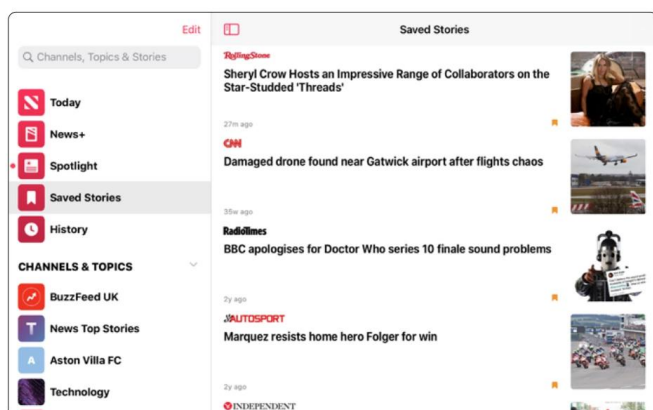 Edit
Channels, Topics & Stories
Today
News+
Spotlight
Saved Stories
History
CHANNELS & TOPICS
BuzzFeed UK
T
News Top Stories
A
Aston Villa FC
Technology
Saved Stories
RollingStone
Sheryl Crow Hosts an Impressive Range of Collaborators on the
Star-Studded 'Threads'
27m ago
CNN
Damaged drone found near Gatwick airport after flights chaos
35w ago
RadioTimes
BBC apologises for Doctor Who series 10 finale sound problems
2y ago
AUTOSPORT
Marquez resists home hero Folger for win
2y ago
INDEPENDENT